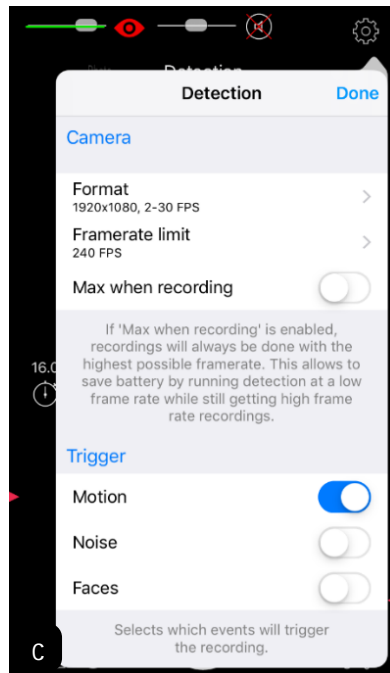 Detection
Detection
Done
Camera
Format
1920x1080, 2-30 FPS
Framerate limit
240 FPS
Max when recording
If 'Max when recording' is enabled,
recordings will always be done with the
highest possible framerate. This allows to
save battery by running detection at a low
frame rate while still getting high frame
rate recordings.
16.0
Trigger
Motion
Noise
Faces
Selects which events will trigger
the recording.
C